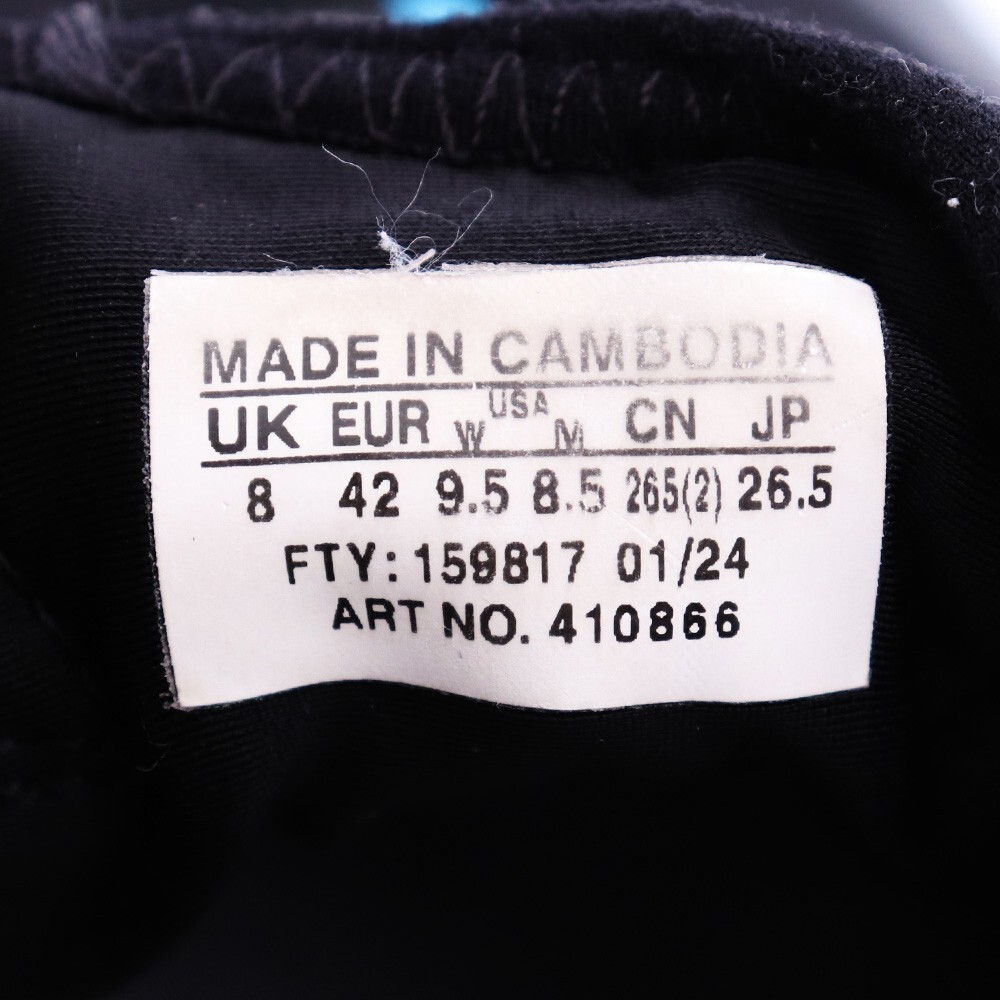 MADE IN CAMBODIA
UK EUR W USA M CN JP
8 42 9.5 8.5 265(2) 26.5
FTY: 159817 01/24
ART NO. 410866